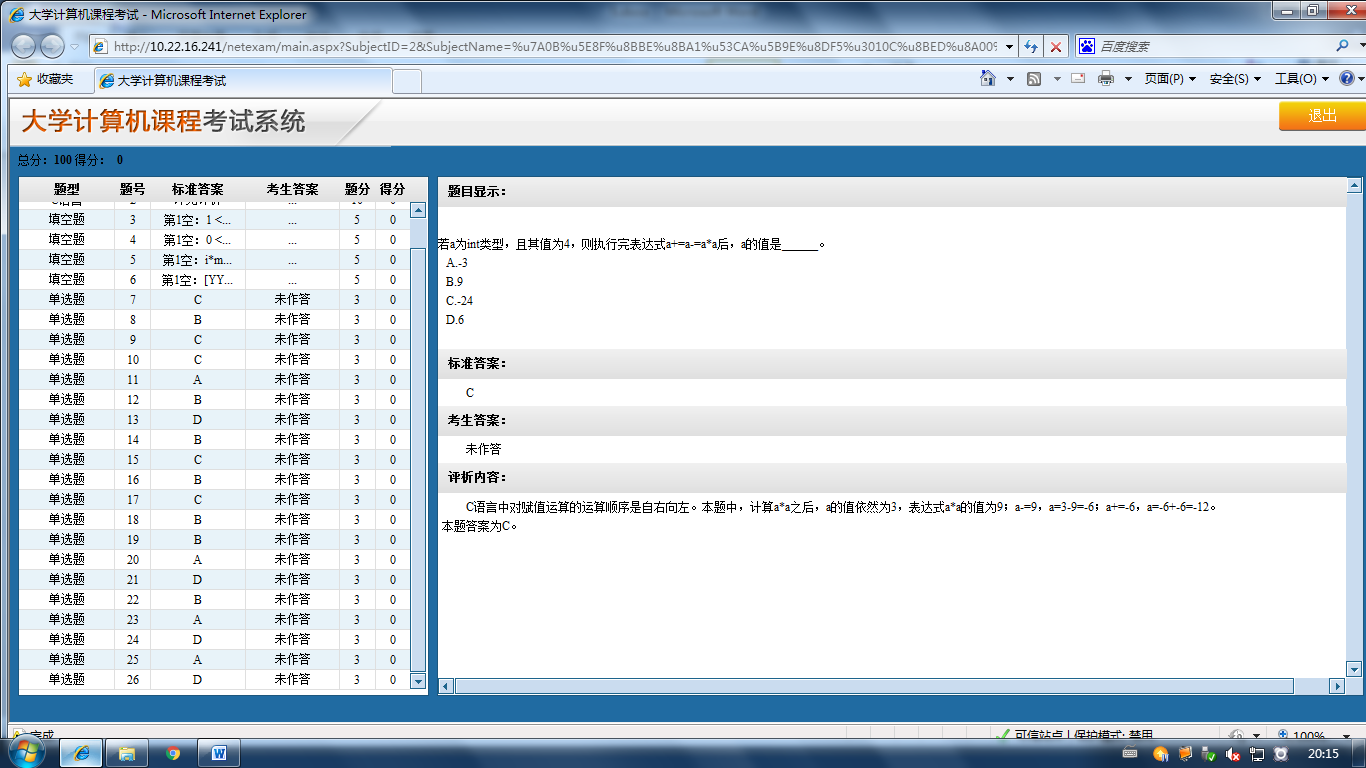 大学计算机课程考试 - Microsoft Internet Explorer
http://10.22.16.241/netexam/main.aspx?SubjectID=2&SubjectName=%u7A0B%u5E8F%u8BBE%u8BA1%u53CA%u5B9E%u8DF5%u3010C%u8BED%u8A00%
百度搜索
收藏夹
大学计算机课程考试
页面(P)
安全(S)
工具(O)
大学计算机课程考试系统
退出
总分：100 得分： 0
题型 题号 标准答案 考生答案 题分 得分
填空题 3 第1空：1 <... ... 5 0
填空题 4 第1空：0 <... ... 5 0
填空题 5 第1空：i*m... ... 5 0
填空题 6 第1空：[YY... ... 5 0
单选题 7 C 未作答 3 0
单选题 8 B 未作答 3 0
单选题 9 C 未作答 3 0
单选题 10 C 未作答 3 0
单选题 11 A 未作答 3 0
单选题 12 B 未作答 3 0
单选题 13 D 未作答 3 0
单选题 14 B 未作答 3 0
单选题 15 C 未作答 3 0
单选题 16 B 未作答 3 0
单选题 17 C 未作答 3 0
单选题 18 B 未作答 3 0
单选题 19 B 未作答 3 0
单选题 20 A 未作答 3 0
单选题 21 D 未作答 3 0
单选题 22 B 未作答 3 0
单选题 23 A 未作答 3 0
单选题 24 D 未作答 3 0
单选题 25 A 未作答 3 0
单选题 26 D 未作答 3 0
题目显示：
若a为int类型，且其值为4，则执行完表达式a+=a-=a*a后，a的值是______。
A.-3
B.9
C.-24
D.6
标准答案：
C
考生答案：
未作答
评析内容：
C语言中对赋值运算的运算顺序是自右向左。本题中，计算a*a之后，a的值依然为3，表达式a*a的值为9；a-=9，a=3-9=-6；a+=-6，a=-6+-6=-12。
本题答案为C。
完成
可信站点 | 保护模式: 禁用
100%
20:15